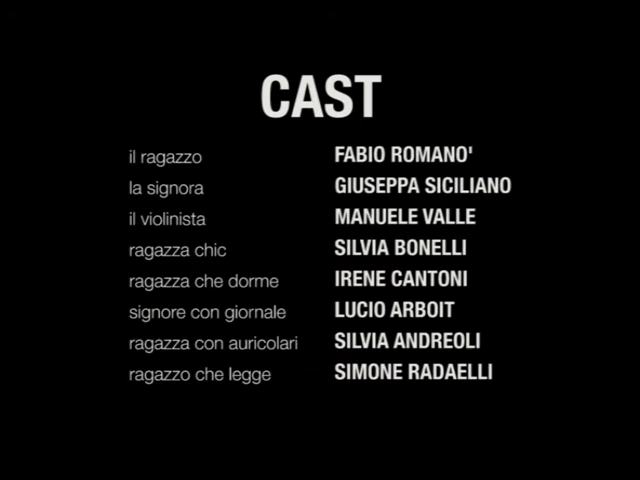 CAST
il ragazzo FABIO ROMANO'
la signora GIUSEPPA SICILIANO
il violinista MANUELE VALLE
ragazza chic SILVIA BONELLI
ragazza che dorme IRENE CANTONI
signore con giornale LUCIO ARBOIT
ragazza con auricolari SILVIA ANDREOLI
ragazzo che legge SIMONE RADAELLI